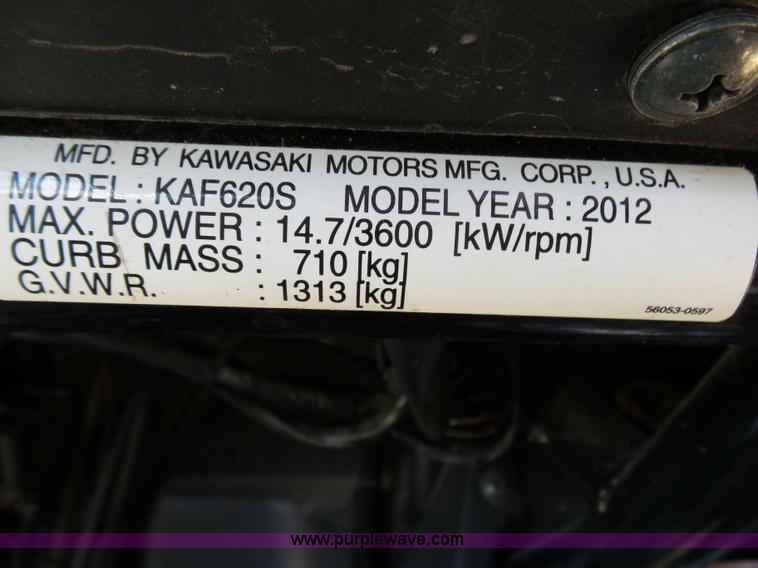 MFD. BY KAWASAKI MOTORS MFG. CORP., U.S.A.
MODEL : KAF620S MODEL YEAR : 2012
MAX. POWER : 14.7/3600 [kW/rpm]
CURB MASS : 710 [kg]
G.V.W.R. : 1313 [kg]
56053-0597
www.purplewave.com